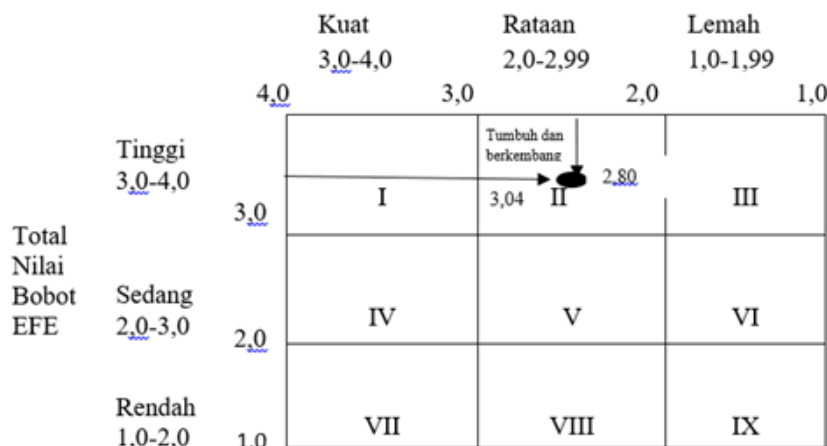 Kuat Rataan Lemah
3,0-4,0 2,0-2,99 1,0-1,99
4,0 3,0 2,0 1,0
Tinggi
3,0-4,0
Tumbuh dan
berkembang
3,04 2,80
I II III
3,0
Total
Nilai
Bobot
EFE
Sedang
2,0-3,0
IV V VI
2,0
Rendah
1,0-2,0
VII VIII IX
1,0